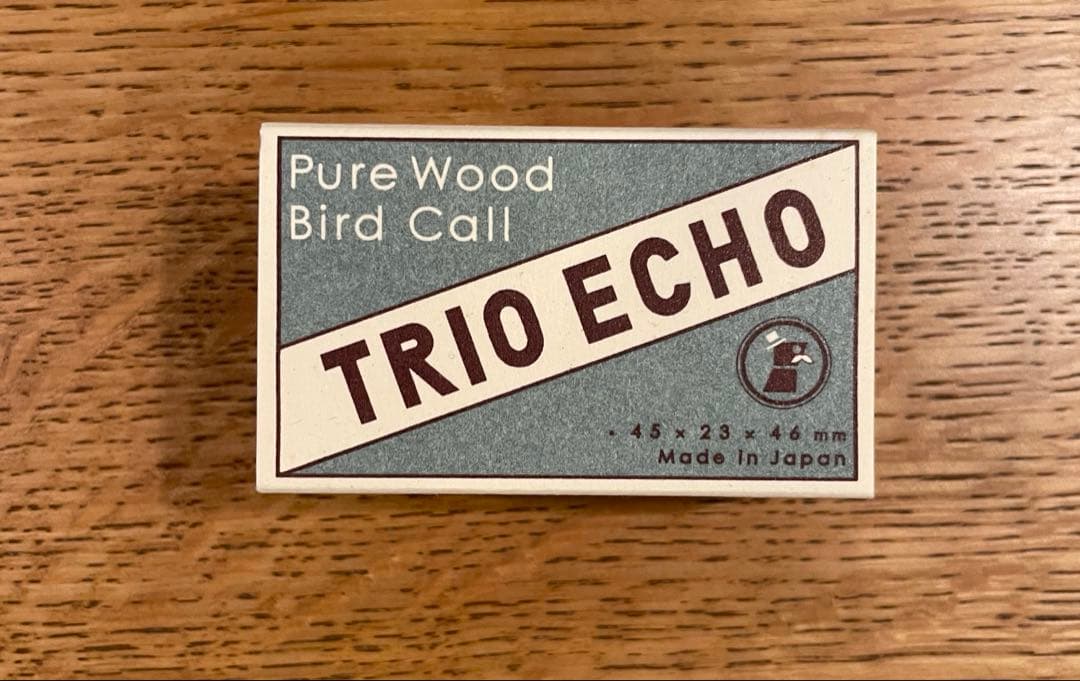 Pure Wood
Bird Call
TRIO ECHO
· 45 × 23 × 46 mm
Made in Japan